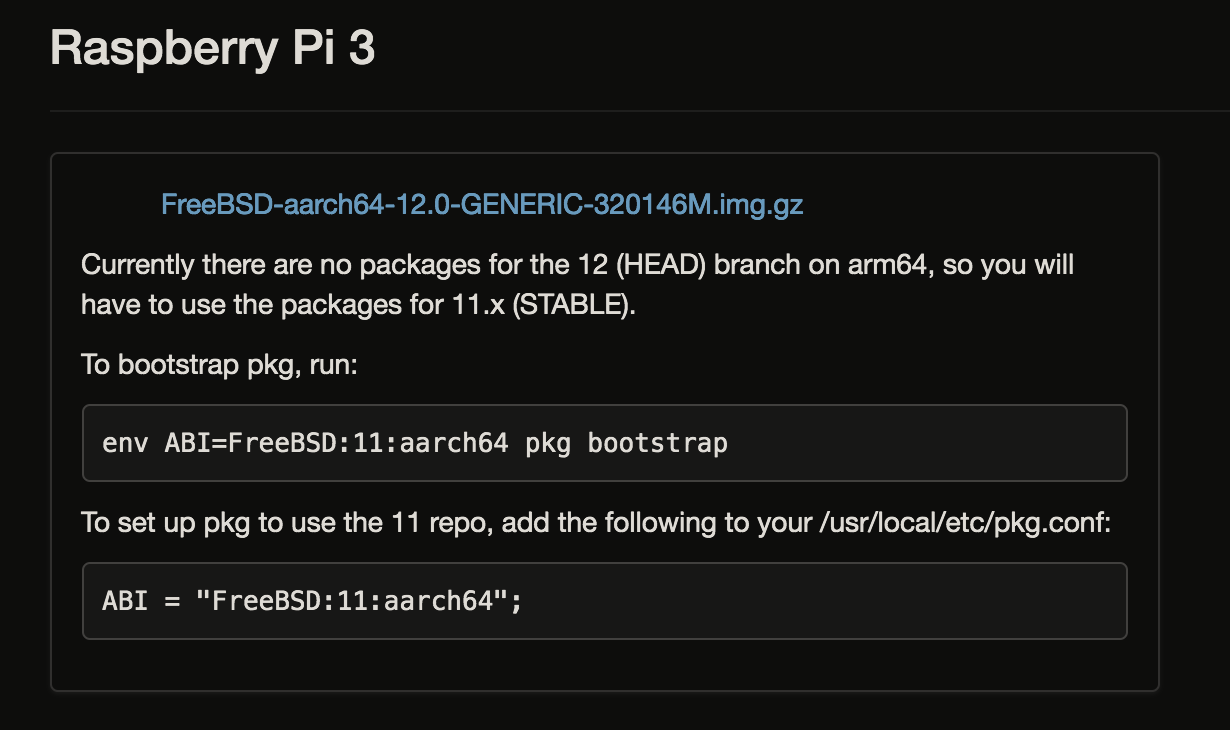 Raspberry Pi 3
FreeBSD-aarch64-12.0-GENERIC-320146M.img.gz
Currently there are no packages for the 12 (HEAD) branch on arm64, so you will
have to use the packages for 11.x (STABLE).
To bootstrap pkg, run:
env ABI=FreeBSD:11:aarch64 pkg bootstrap
To set up pkg to use the 11 repo, add the following to your /usr/local/etc/pkg.conf:
ABI = "FreeBSD:11:aarch64";